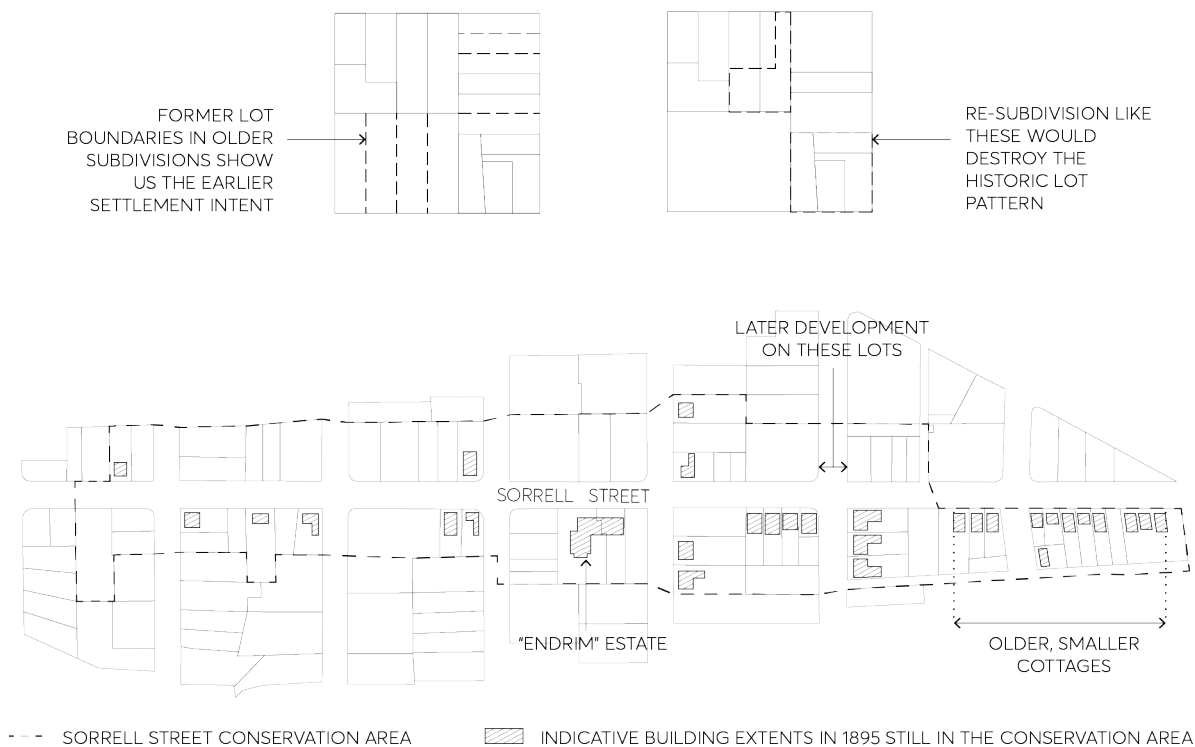 FORMER LOT
BOUNDARIES IN OLDER
SUBDIVISIONS SHOW
US THE EARLIER
SETTLEMENT INTENT
RE-SUBDIVISION LIKE
THESE WOULD
DESTROY THE
HISTORIC LOT
PATTERN
LATER DEVELOPMENT
ON THESE LOTS
SORRELL STREET
"ENDRIM" ESTATE
OLDER, SMALLER
COTTAGES
SORRELL STREET CONSERVATION AREA
INDICATIVE BUILDING EXTENTS IN 1895 STILL IN THE CONSERVATION AREA